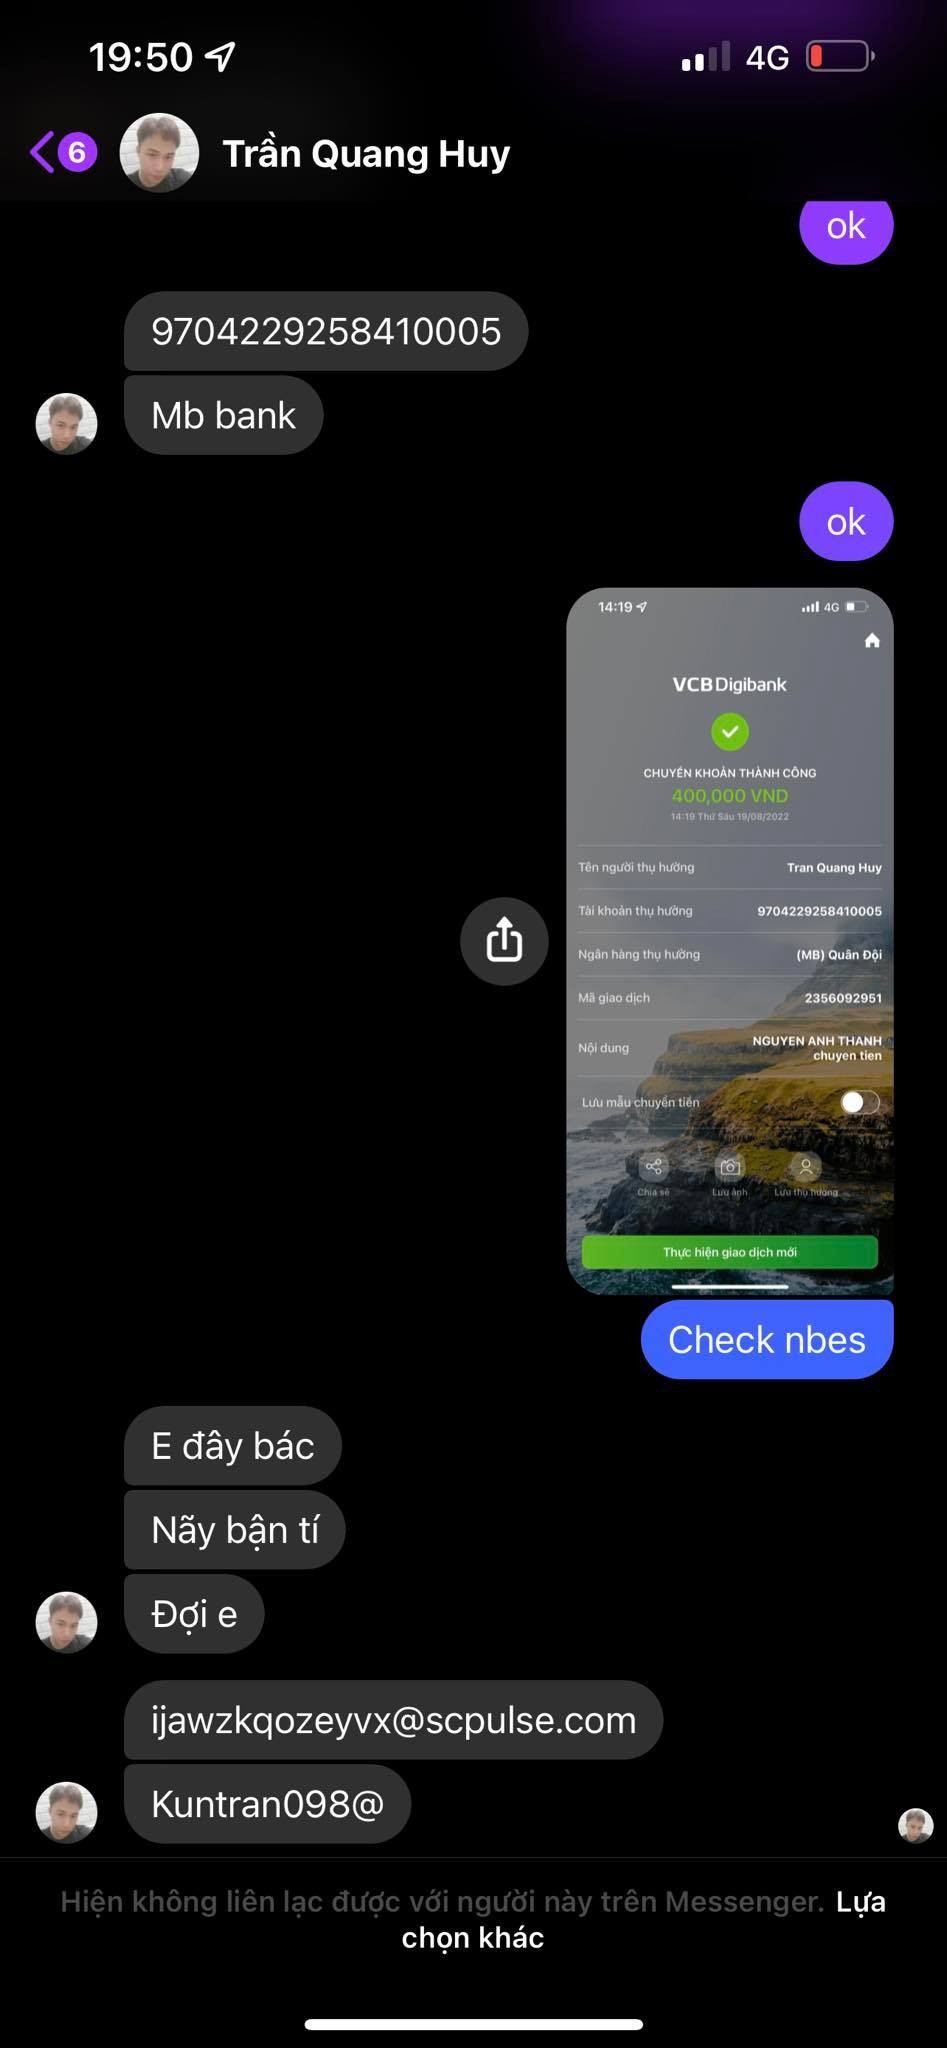 19:50
4G
6
Trần Quang Huy
ok
9704229258410005
Mb bank
ok
14:19
4G
VCB Digibank
CHUYỂN KHOẢN THÀNH CÔNG
400,000 VND
14:19 Thứ Sáu 19/08/2022
Tên người thụ hưởng
Tran Quang Huy
Tài khoản thụ hưởng
9704229258410005
Ngân hàng thụ hưởng
(MB) Quân Đội
Mã giao dịch
2356092951
Nội dung
NGUYEN ANH THANH
chuyen tien
Lưu mẫu chuyển tiền
Chia sẻ
Lưu ảnh
Lưu thụ hưởng
Thực hiện giao dịch mới
Check nbes
E đây bác
Nãy bận tí
Đợi e
ijawzkqozeyvx@scpulse.com
Kuntran098@
Hiện không liên lạc được với người này trên Messenger. Lựa
chọn khác